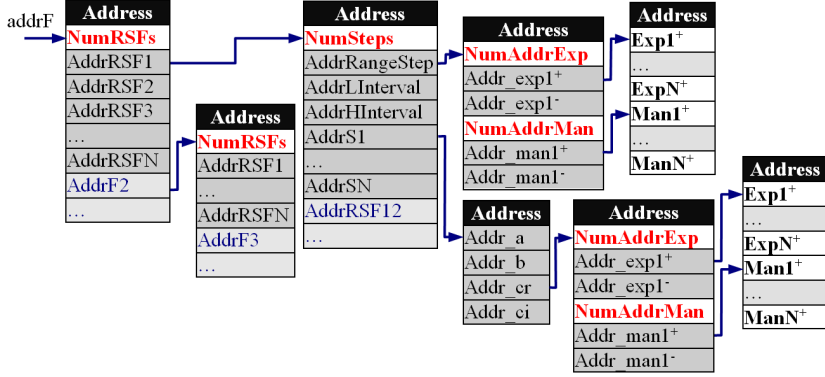 addrF
Address
NumRSFs
AddrRSF1
AddrRSF2
AddrRSF3
...
AddrRSFN
AddrF2
...
Address
NumRSFs
AddrRSF1
...
AddrRSFN
AddrF3
...
Address
NumSteps
AddrRangeStep
AddrLInterval
AddrHInterval
AddrS1
...
AddrSN
AddrRSF12
...
Address
NumAddrExp
Addr_exp1⁺
Addr_exp1⁻
NumAddrMan
Addr_man1⁺
Addr_man1⁻
Address
Exp1⁺
...
ExpN⁺
Man1⁺
...
ManN⁺
Address
Addr_a
Addr_b
Addr_cr
Addr_ci
Address
NumAddrExp
Addr_exp1⁺
Addr_exp1⁻
NumAddrMan
Addr_man1⁺
Addr_man1⁻
Address
Exp1⁺
...
ExpN⁺
Man1⁺
...
ManN⁺